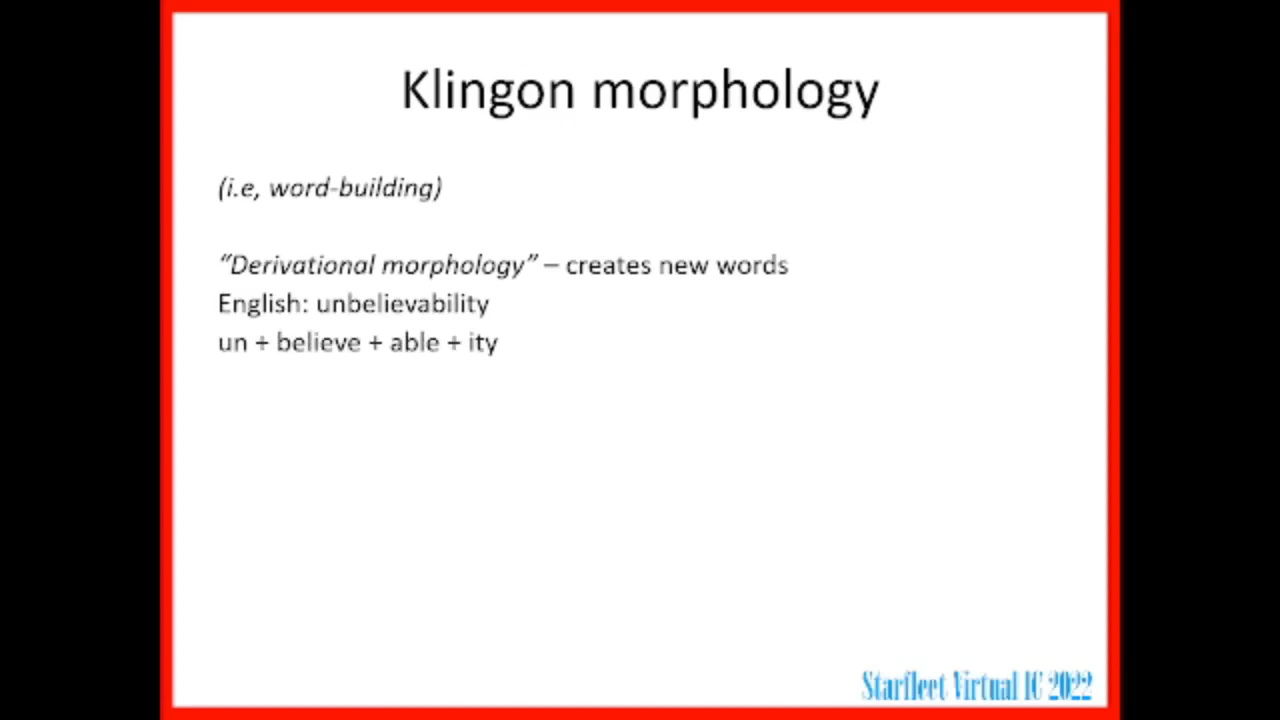 Klingon morphology
(i.e, word-building)
“Derivational morphology” – creates new words
English: unbelievability
un + believe + able + ity
Starfleet Virtual IC 2022